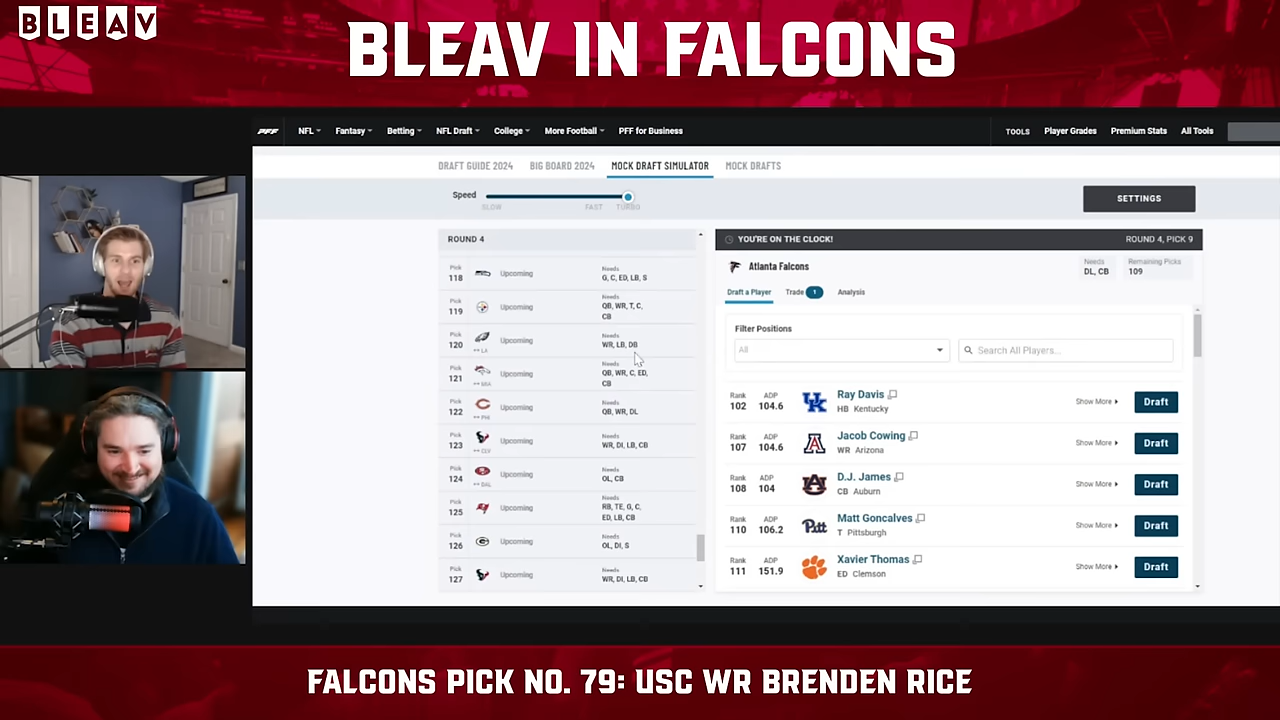 BLEAV
BLEAV IN FALCONS
PFF NFL Fantasy Betting NFL Draft College More Football PFF for Business TOOLS Player Grades Premium Stats All Tools
DRAFT GUIDE 2024 BIG BOARD 2024 MOCK DRAFT SIMULATOR MOCK DRAFTS
Speed
SLOW FAST TURBO
SETTINGS
ROUND 4
Pick Needs
118 Upcoming G, C, ED, LB, S
Pick Needs
119 Upcoming QB, WR, T, C,
CB
Pick Needs
120 Upcoming WR, LB, DB
LA
Pick Needs
121 Upcoming QB, WR, C, ED,
CB
Pick Needs
122 Upcoming QB, WR, DL
PHI
Pick Needs
123 Upcoming WR, DI, LB, CB
CLV
Pick Needs
124 Upcoming OL, CB
DAL
Pick Needs
125 Upcoming RB, TE, G, C,
ED, LB, CB
Pick Needs
126 Upcoming OL, DI, S
Pick Needs
127 Upcoming WR, DI, LB, CB
YOU'RE ON THE CLOCK! ROUND 4, PICK 9
Atlanta Falcons
Needs
DL, CB
Remaining Picks
109
Draft a Player Trade 1 Analysis
Filter Positions
All
Search All Players...
Rank ADP
102 104.6
Ray Davis
HB Kentucky
Show More Draft
Rank ADP
107 104.6
Jacob Cowing
WR Arizona
Show More Draft
Rank ADP
108 104
D.J. James
CB Auburn
Show More Draft
Rank ADP
110 106.2
Pitt
Matt Goncalves
T Pittsburgh
Show More Draft
Rank ADP
111 151.9
Xavier Thomas
ED Clemson
Show More Draft
FALCONS PICK NO. 79: USC WR BRENDEN RICE